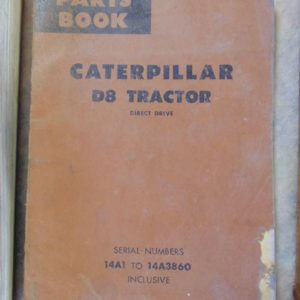 PARTS
BOOK
CATERPILLAR
D8 TRACTOR
DIRECT DRIVE
SERIAL NUMBERS
14A1 TO 14A3860
INCLUSIVE